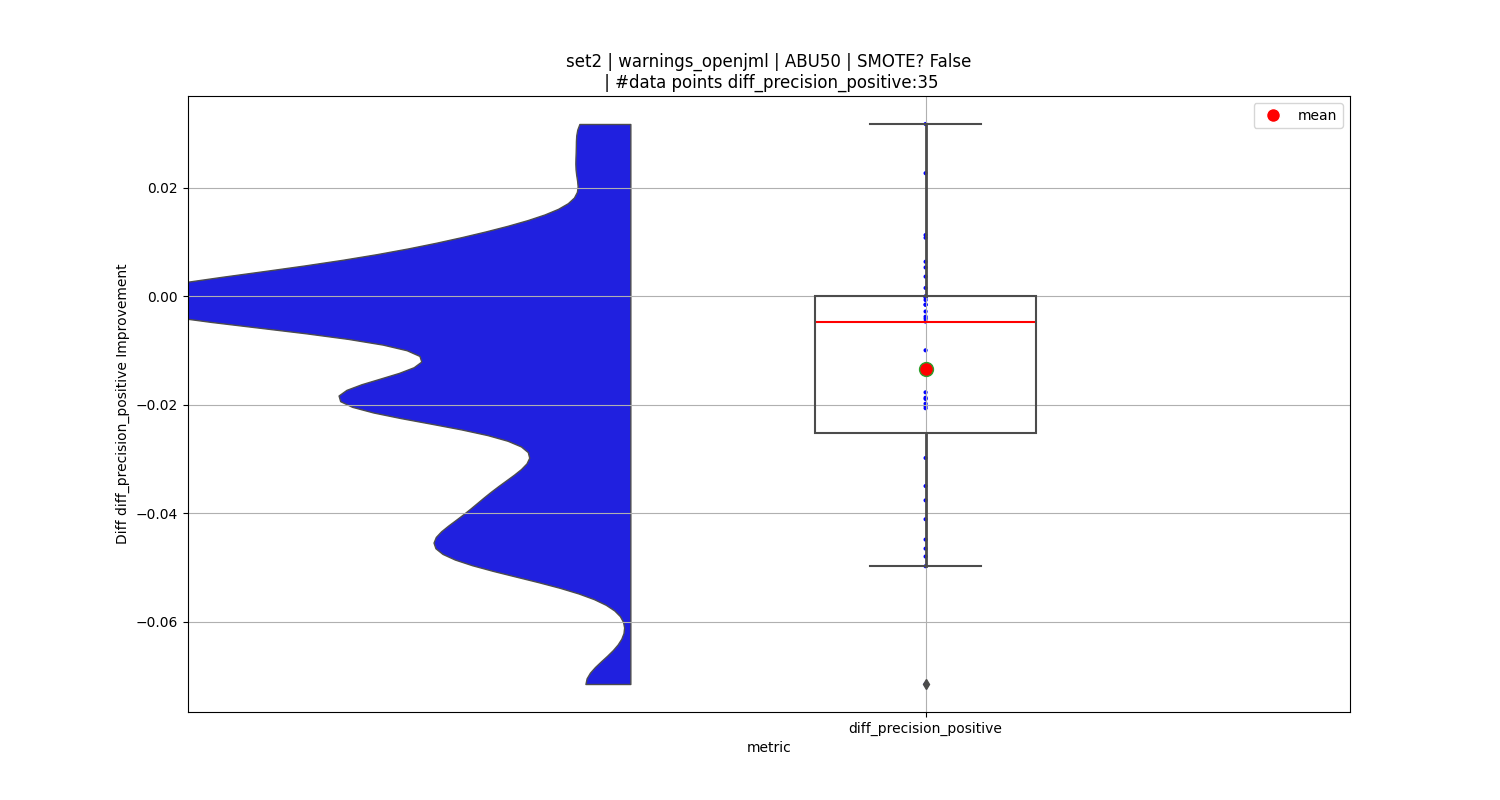 set2 | warnings_openjml | ABU50 | SMOTE? False
| #data points diff_precision_positive:35
mean
Diff diff_precision_positive Improvement
0.02
0.00
−0.02
−0.04
−0.06
diff_precision_positive
metric